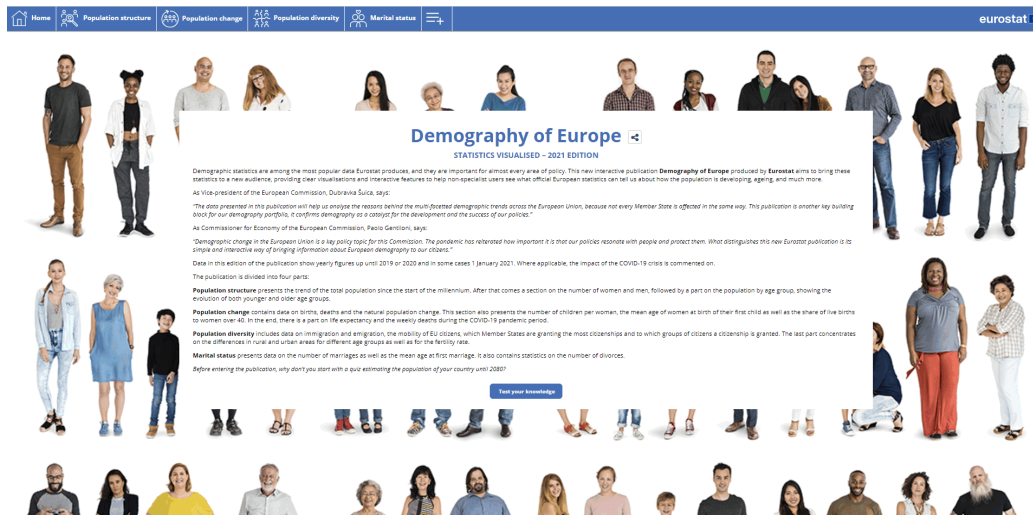 Home
Population structure
Population change
Population diversity
Marital status
eurostat
Demography of Europe
STATISTICS VISUALISED – 2021 EDITION
Demographic statistics are among the most popular data Eurostat produces, and they are important for almost every area of policy. This new interactive publication Demography of Europe produced by Eurostat aims to bring these
statistics to a new audience, providing clear visualisations and interactive features to help non-specialist users see what official European statistics can tell us about how the population is developing, ageing, and much more.
As Vice-president of the European Commission, Dubravka Šuica, says:
"The data presented in this publication will help us analyse the reasons behind the multi-facetted demographic trends across the European Union, because not every Member State is affected in the same way. This publication is another key building
block for our demography portfolio, it confirms demography as a catalyst for the development and the success of our policies."
As Commissioner for Economy of the European Commission, Paolo Gentiloni, says:
"Demographic change in the European Union is a key policy topic for this Commission. The pandemic has reiterated how important it is that our policies resonate with people and protect them. What distinguishes this new Eurostat publication is its
simple and interactive way of bringing information about European demography to our citizens."
Data in this edition of the publication show yearly figures up until 2019 or 2020 and in some cases 1 January 2021. Where applicable, the impact of the COVID-19 crisis is commented on.
The publication is divided into four parts:
Population structure presents the trend of the total population since the start of the millennium. After that comes a section on the number of women and men, followed by a part on the population by age group, showing the
evolution of both younger and older age groups.
Population change contains data on births, deaths and the natural population change. This section also presents the number of children per woman, the mean age of women at birth of their first child as well as the share of live births
to women over 40. In the end, there is a part on life expectancy and the weekly deaths during the COVID-19 pandemic period.
Population diversity includes data on immigration and emigration, the mobility of EU citizens, which Member States are granting the most citizenships and to which groups of citizens a citizenship is granted. The last part concentrates
on the differences in rural and urban areas for different age groups as well as for the fertility rate.
Marital status presents data on the number of marriages as well as the mean age at first marriage. It also contains statistics on the number of divorces.
Before entering the publication, why don't you start with a quiz estimating the population of your country until 2080?
Test your knowledge